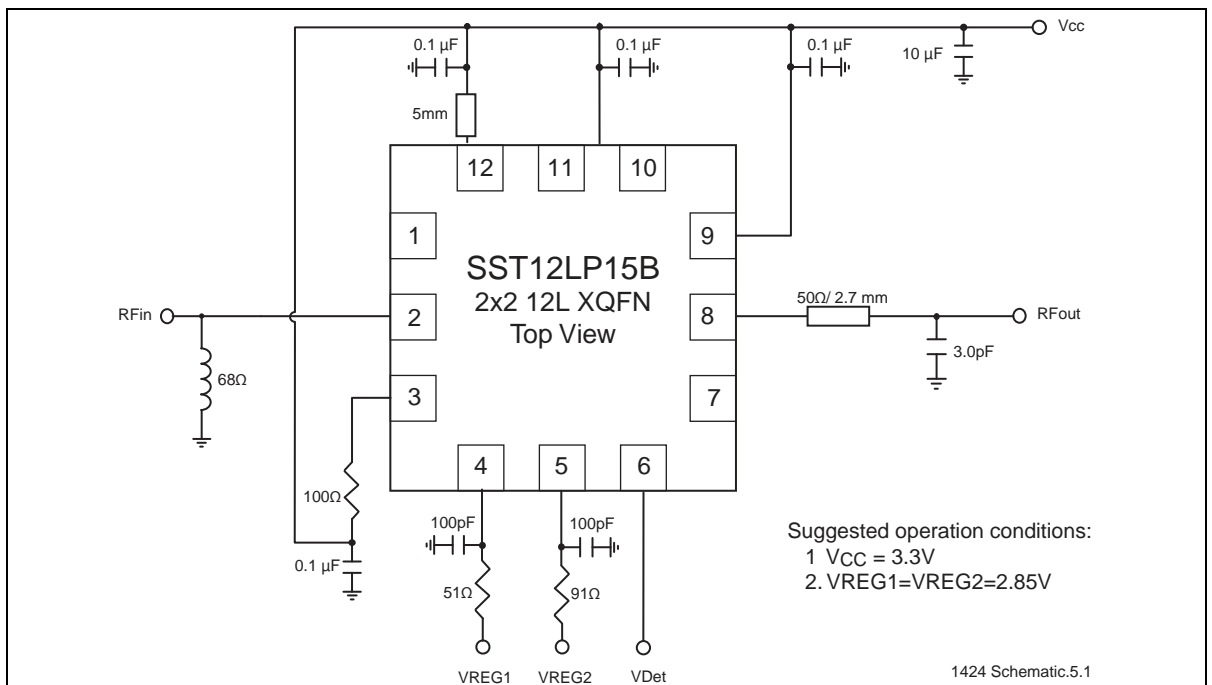 Vcc
0.1 µF
0.1 µF
0.1 µF
10 µF
5mm
12
11
10
1
9
SST12LP15B
2x2 12L XQFN
Top View
RFin
2
8
50Ω/ 2.7 mm
RFout
3.0pF
68Ω
3
7
4
5
6
100Ω
100pF
100pF
0.1 µF
51Ω
91Ω
Suggested operation conditions:
1 VCC = 3.3V
2. VREG1=VREG2=2.85V
VREG1
VREG2
VDet
1424 Schematic.5.1